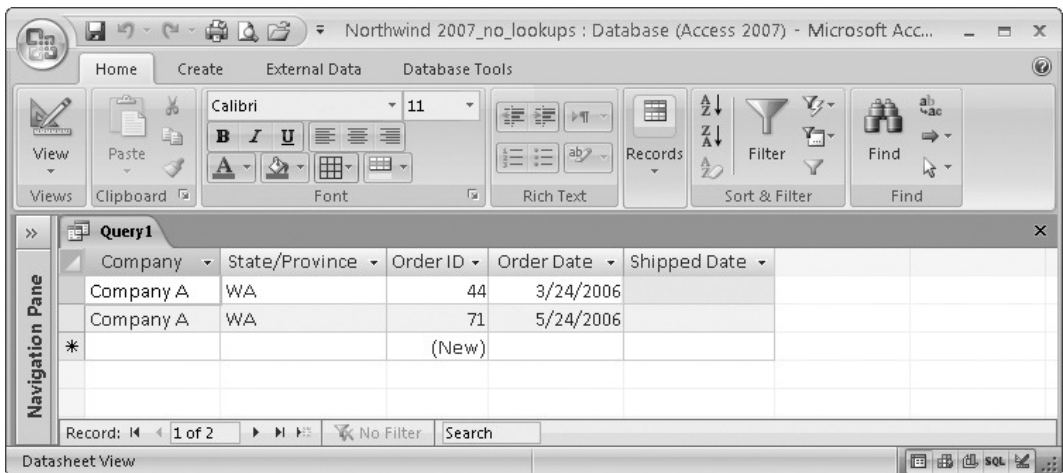 Northwind 2007_no_lookups : Database (Access 2007) - Microsoft Acc...
Home Create External Data Database Tools
Calibri 11
B I U
View Paste Records Filter Find
Views Clipboard Font Rich Text Sort & Filter Find
Query1
Company State/Province Order ID Order Date Shipped Date
Company A WA 44 3/24/2006
Company A WA 71 5/24/2006
(New)
Navigation Pane
Record: 1 of 2 No Filter Search
Datasheet View SQL